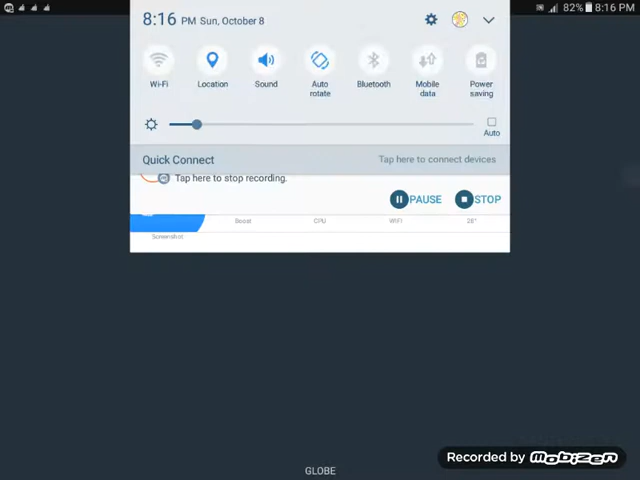 82% 8:16 PM
8:16 PM Sun, October 8
Wi-Fi
Location
Sound
Auto
rotate
Bluetooth
Mobile
data
Power
saving
Auto
Quick Connect
Tap here to connect devices
Tap here to stop recording.
PAUSE
STOP
Boost
CPU
WIFI
28°
Screenshot
Recorded by MOBIZEN
GLOBE